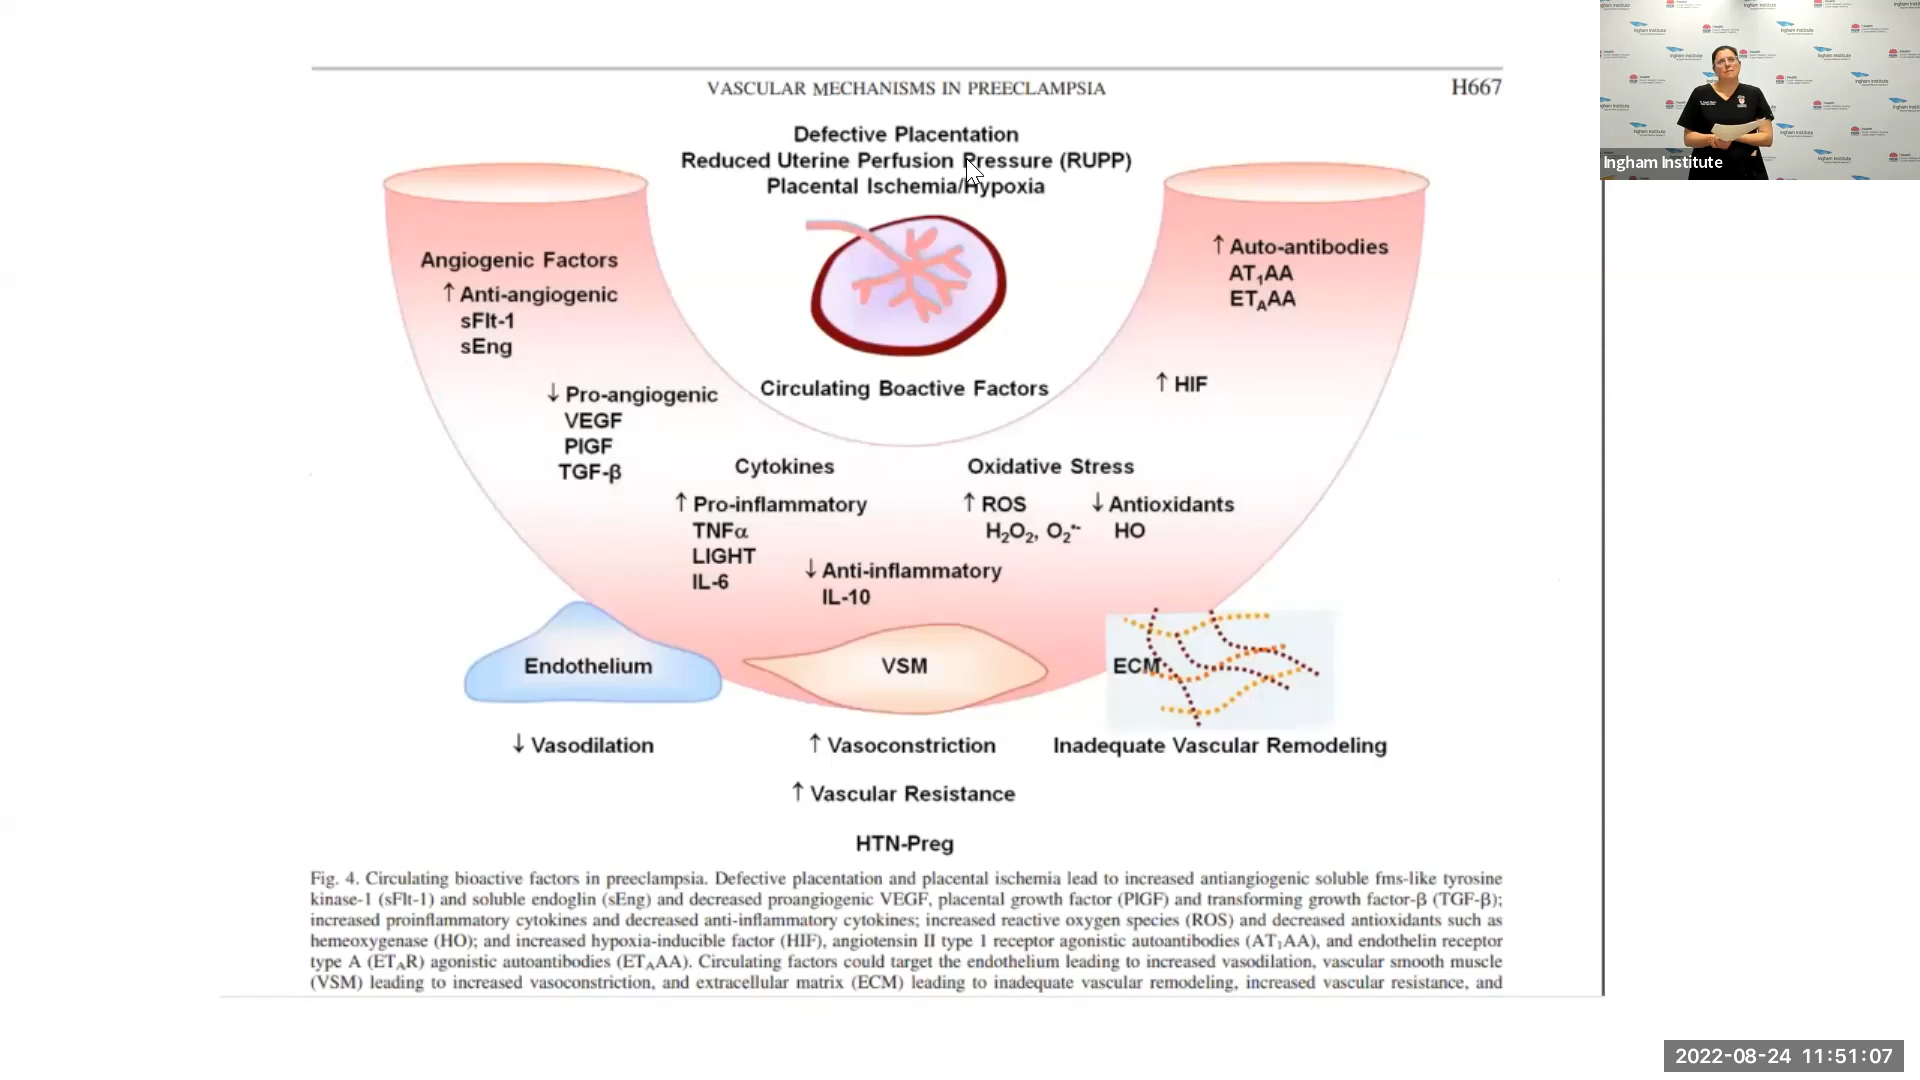 VASCULAR MECHANISMS IN PREECLAMPSIA
H667
Defective Placentation
Reduced Uterine Perfusion Pressure (RUPP)
Placental Ischemia/Hypoxia
Angiogenic Factors
↑ Anti-angiogenic
sFlt-1
sEng
↓ Pro-angiogenic
VEGF
PlGF
TGF-β
Circulating Boactive Factors
↑ Auto-antibodies
AT₁AA
ET_AAA
↑ HIF
Cytokines
↑ Pro-inflammatory
TNFα
LIGHT
IL-6
↓ Anti-inflammatory
IL-10
Oxidative Stress
↑ ROS
H₂O₂, O₂•-
↓ Antioxidants
HO
Endothelium
VSM
ECM
↓ Vasodilation
↑ Vasoconstriction
Inadequate Vascular Remodeling
↑ Vascular Resistance
HTN-Preg
Fig. 4. Circulating bioactive factors in preeclampsia. Defective placentation and placental ischemia lead to increased antiangiogenic soluble fms-like tyrosine
kinase-1 (sFlt-1) and soluble endoglin (sEng) and decreased proangiogenic VEGF, placental growth factor (PlGF) and transforming growth factor-β (TGF-β);
increased proinflammatory cytokines and decreased anti-inflammatory cytokines; increased reactive oxygen species (ROS) and decreased antioxidants such as
hemeoxygenase (HO); and increased hypoxia-inducible factor (HIF), angiotensin II type 1 receptor agonistic autoantibodies (AT₁AA), and endothelin receptor
type A (ET_AR) agonistic autoantibodies (ET_AAA). Circulating factors could target the endothelium leading to increased vasodilation, vascular smooth muscle
(VSM) leading to increased vasoconstriction, and extracellular matrix (ECM) leading to inadequate vascular remodeling, increased vascular resistance, and
Ingham Institute
Ingham Institute
2022-08-24 11:51:07